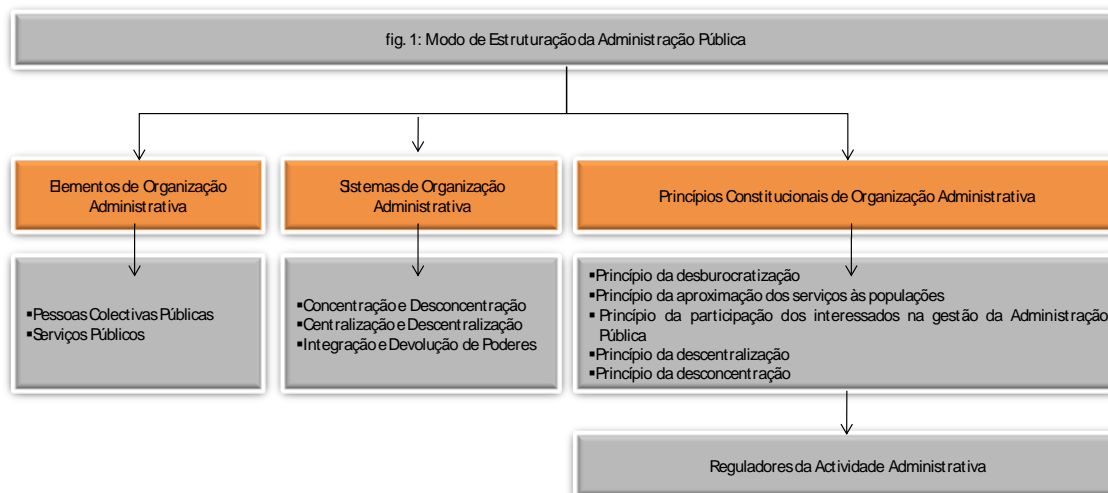 fig. 1: Modo de Estruturação da Administração Pública
Elementos de Organização
Administrativa
Sistemas de Organização
Administrativa
Princípios Constitucionais de Organização Administrativa
▪Pessoas Colectivas Públicas
▪Serviços Públicos
▪Concentração e Desconcentração
▪Centralização e Descentralização
▪Integração e Devolução de Poderes
▪Princípio da desburocratização
▪Princípio da aproximação dos serviços às populações
▪ Princípio da participação dos interessados na gestão da Administração
Pública
▪Princípio da descentralização
▪Princípio da desconcentração
Reguladores da Actividade Administrativa